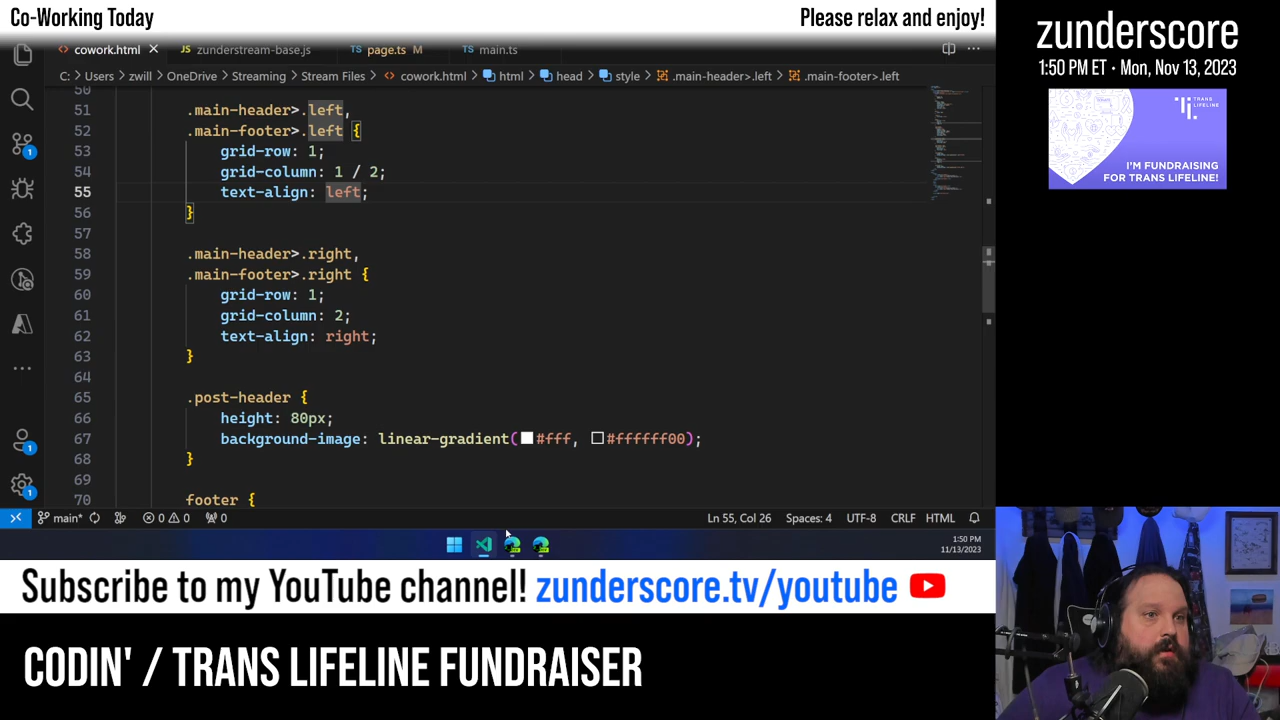 Co-Working Today
Please relax and enjoy!
zunderscore
1:50 PM ET · Mon, Nov 13, 2023
TRANS LIFELINE
I'M FUNDRAISING
FOR TRANS LIFELINE!
cowork.html
JS zunderstream-base.js
TS page.ts M
TS main.ts
C: > Users > zwill > OneDrive > Streaming > Stream Files > cowork.html > html > head > style > .main-header>.left > .main-footer>.left
50
51 .main-header>.left,
52 .main-footer>.left {
53 grid-row: 1;
54 grid-column: 1 / 2;
55 text-align: left;
56 }
57
58 .main-header>.right,
59 .main-footer>.right {
60 grid-row: 1;
61 grid-column: 2;
62 text-align: right;
63 }
64
65 .post-header {
66 height: 80px;
67 background-image: linear-gradient(#fff, #ffffff00);
68 }
69
70 footer {
main* 0 0 0 Ln 55, Col 26 Spaces: 4 UTF-8 CRLF HTML
1:50 PM
11/13/2023
Subscribe to my YouTube channel! zunderscore.tv/youtube
CODIN' / TRANS LIFELINE FUNDRAISER